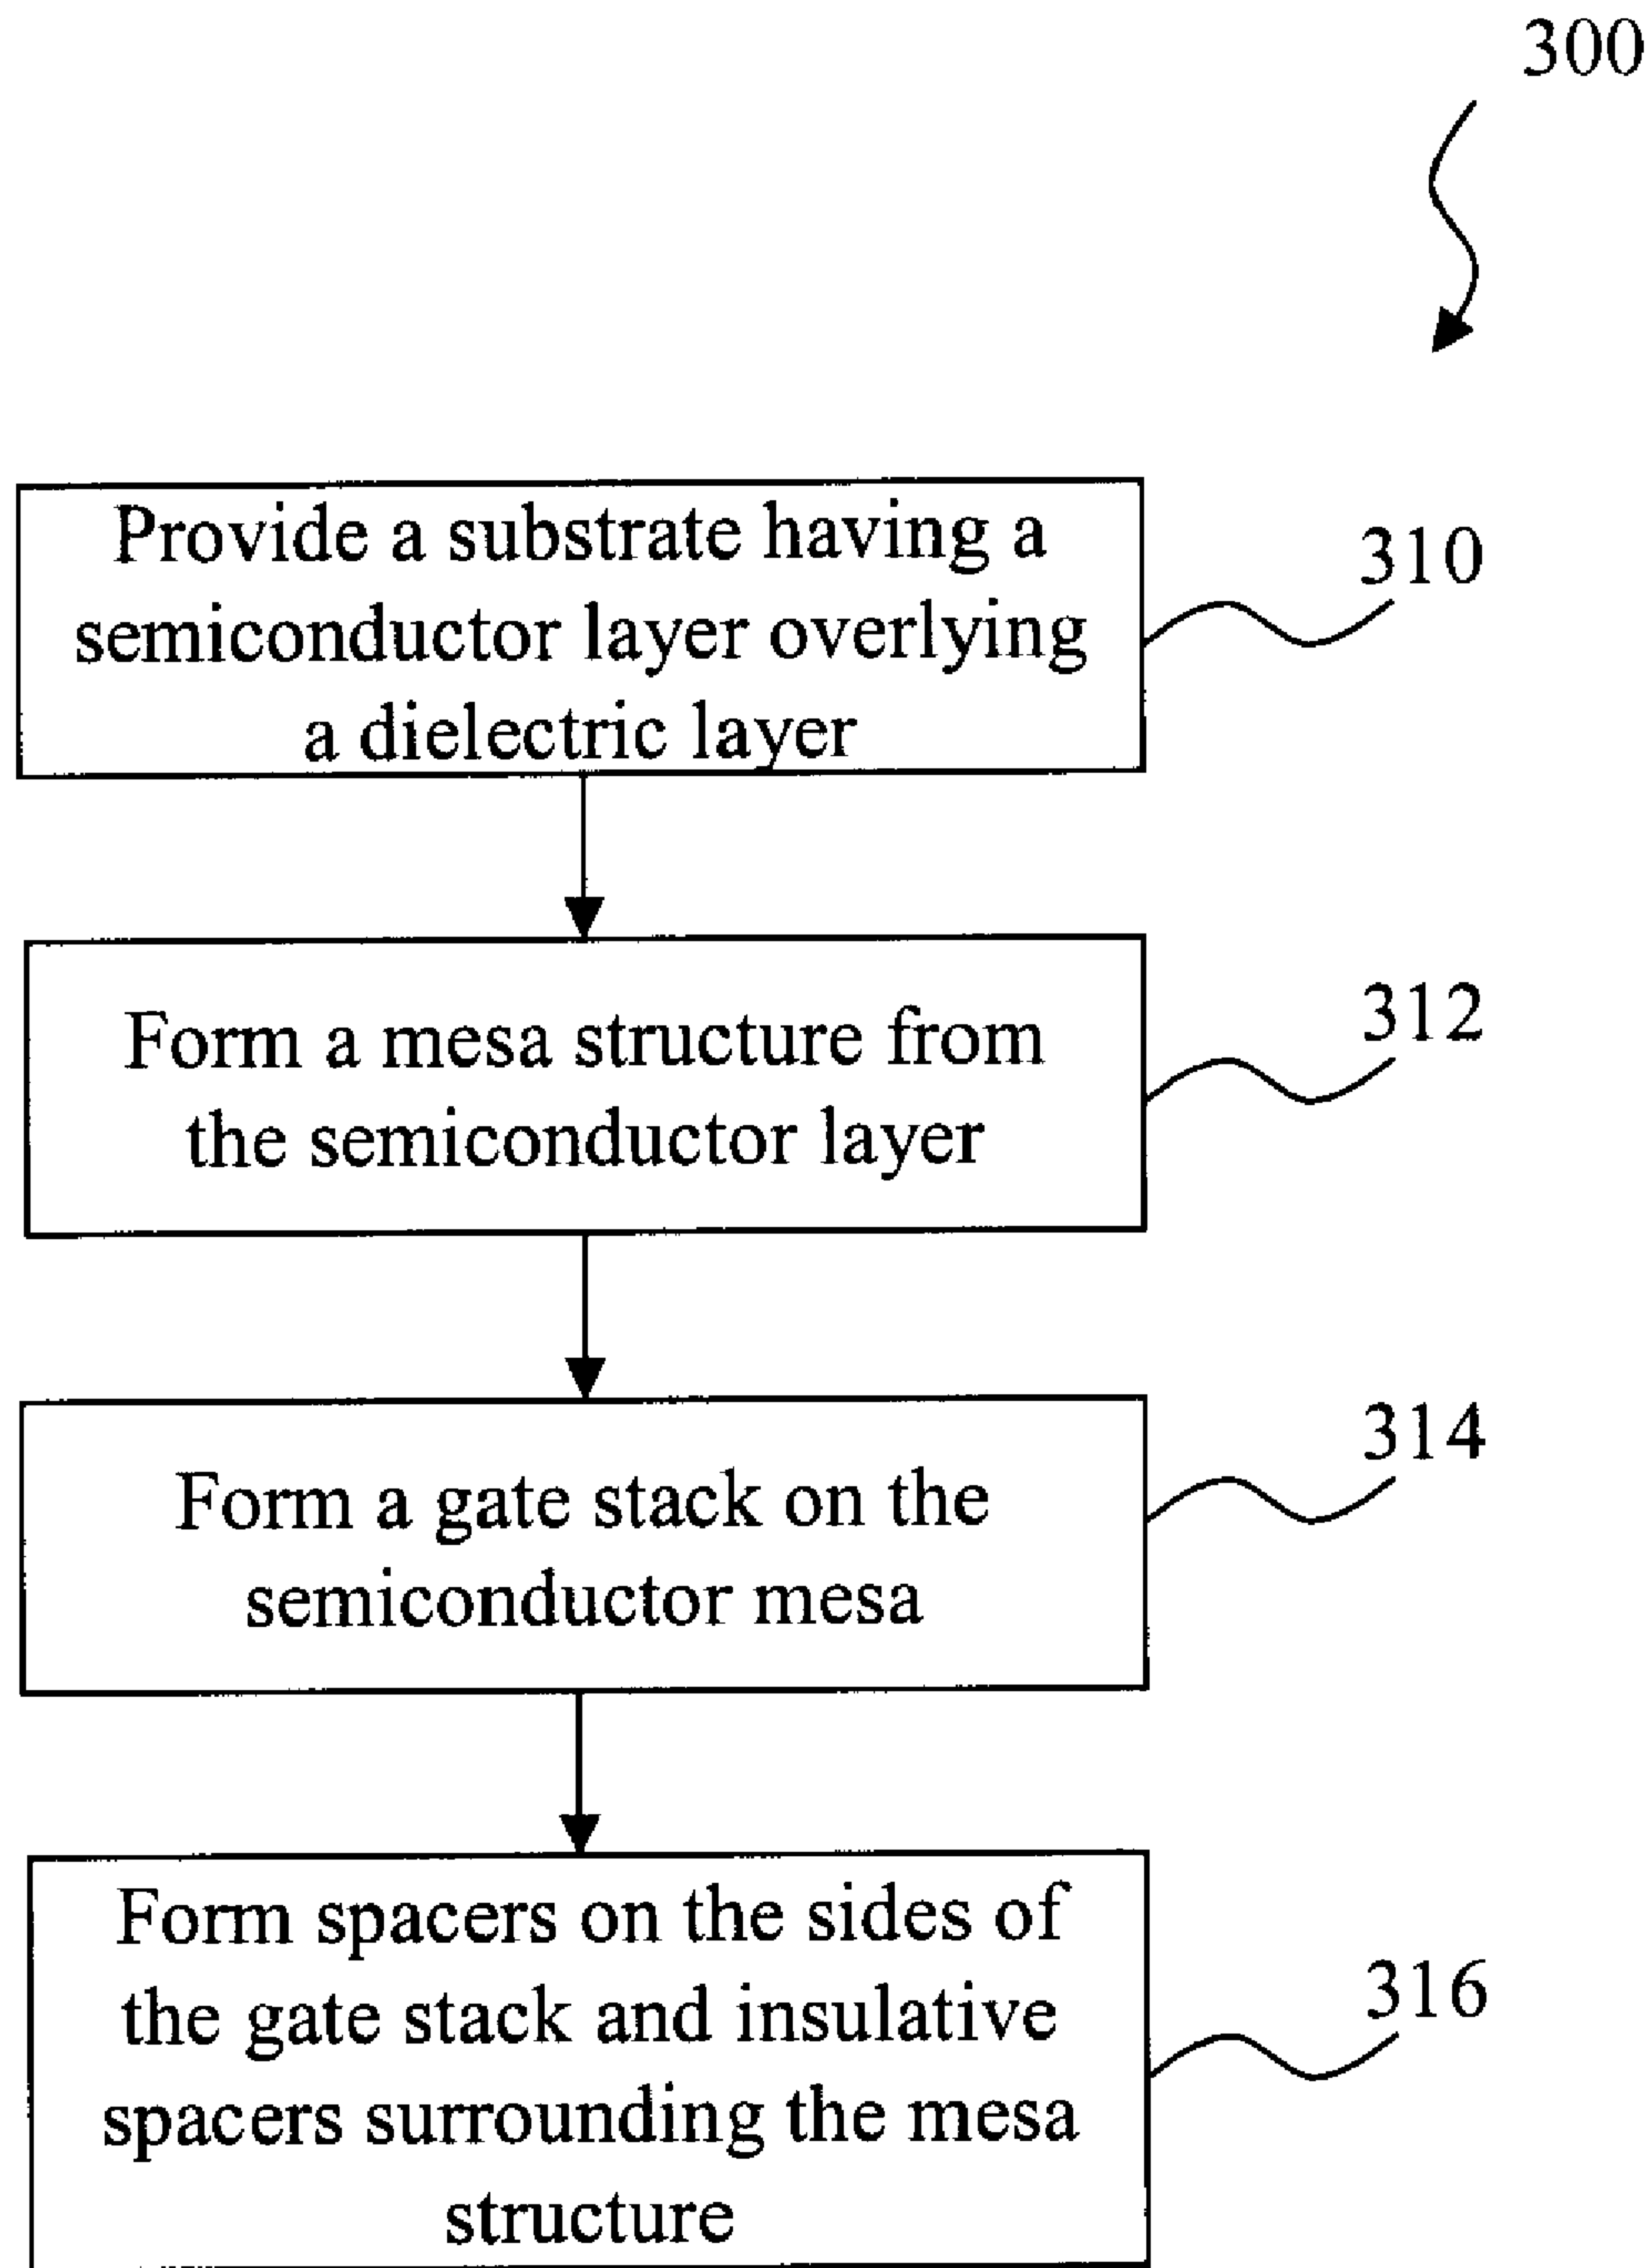 300
Provide a substrate having a
semiconductor layer overlying
a dielectric layer
310
Form a mesa structure from
the semiconductor layer
312
Form a gate stack on the
semiconductor mesa
314
Form spacers on the sides of
the gate stack and insulative
spacers surrounding the mesa
structure
316